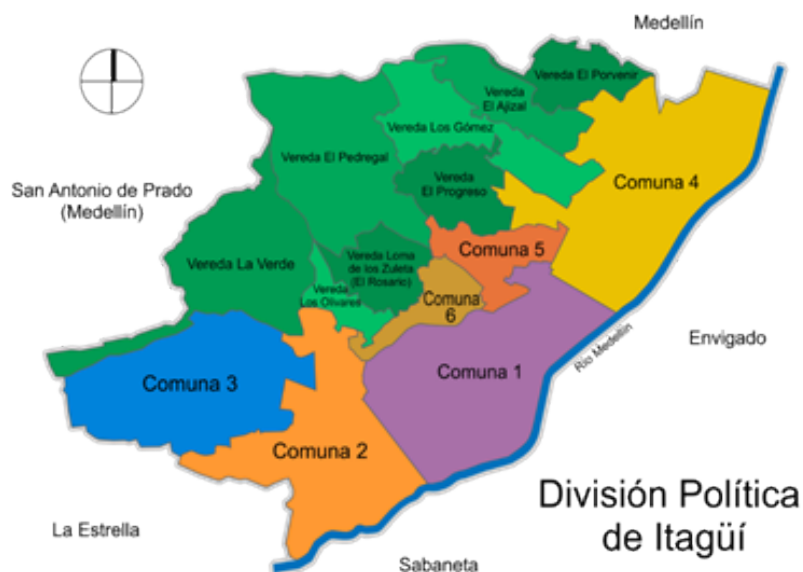 Medellín
Vereda El Porvenir
Vereda
El Ajizal
Vereda Los Gómez
Vereda El Pedregal
Vereda
El Progreso
Comuna 4
San Antonio de Prado
(Medellín)
Comuna 5
Vereda La Verde
Vereda Loma
de los Zuleta
(El Rosario)
Vereda
Los Olivares
Comuna
6
Envigado
Río Medellín
Comuna 1
Comuna 3
Comuna 2
División Política
de Itagüí
La Estrella
Sabaneta